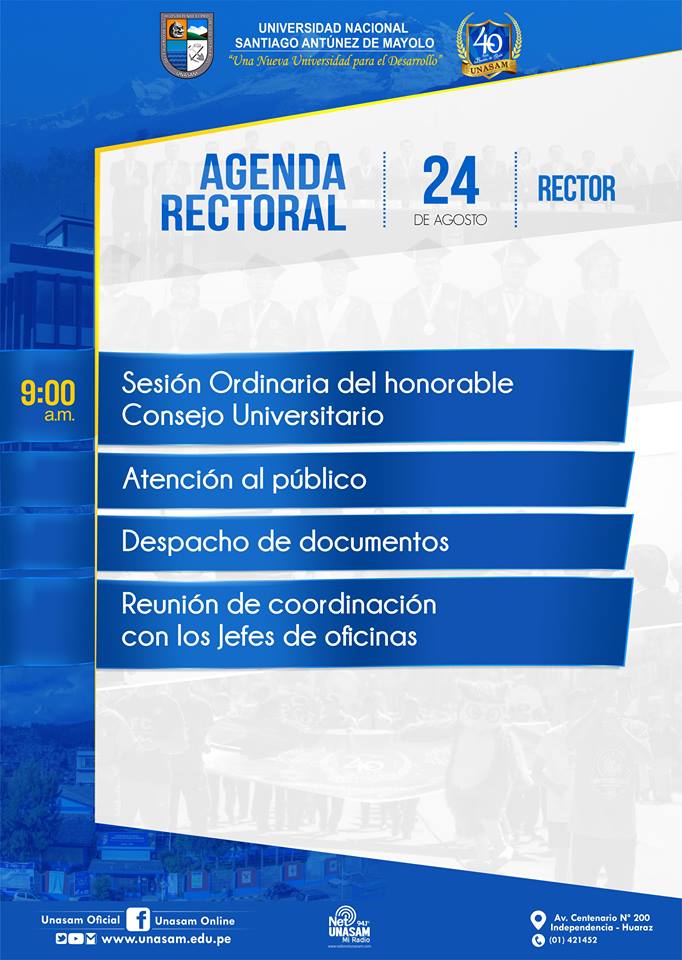 UNIVERSIDAD NACIONAL
SANTIAGO ANTÚNEZ DE MAYOLO
"Una Nueva Universidad para el Desarrollo"
UNASAM
40
UNASAM
AGENDA
RECTORAL
24
DE AGOSTO
RECTOR
9:00
a.m.
Sesión Ordinaria del honorable
Consejo Universitario
Atención al público
Despacho de documentos
Reunión de coordinación
con los Jefes de oficinas
Unasam Oficial
Unasam Online
www.unasam.edu.pe
Net 94.1
UNASAM
Mi Radio
Av. Centenario N° 200
Independencia - Huaraz
(01) 421452